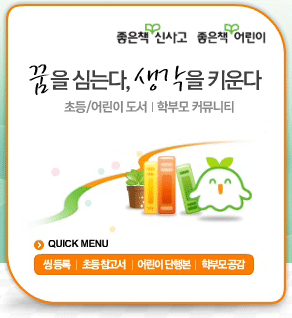 좋은책 신사고 좋은책 어린이
꿈을 심는다, 생각을 키운다
초등/어린이 도서 | 학부모 커뮤니티
QUICK MENU
씽 등록 | 초등 참고서 | 어린이 단행본 | 학부모 공감